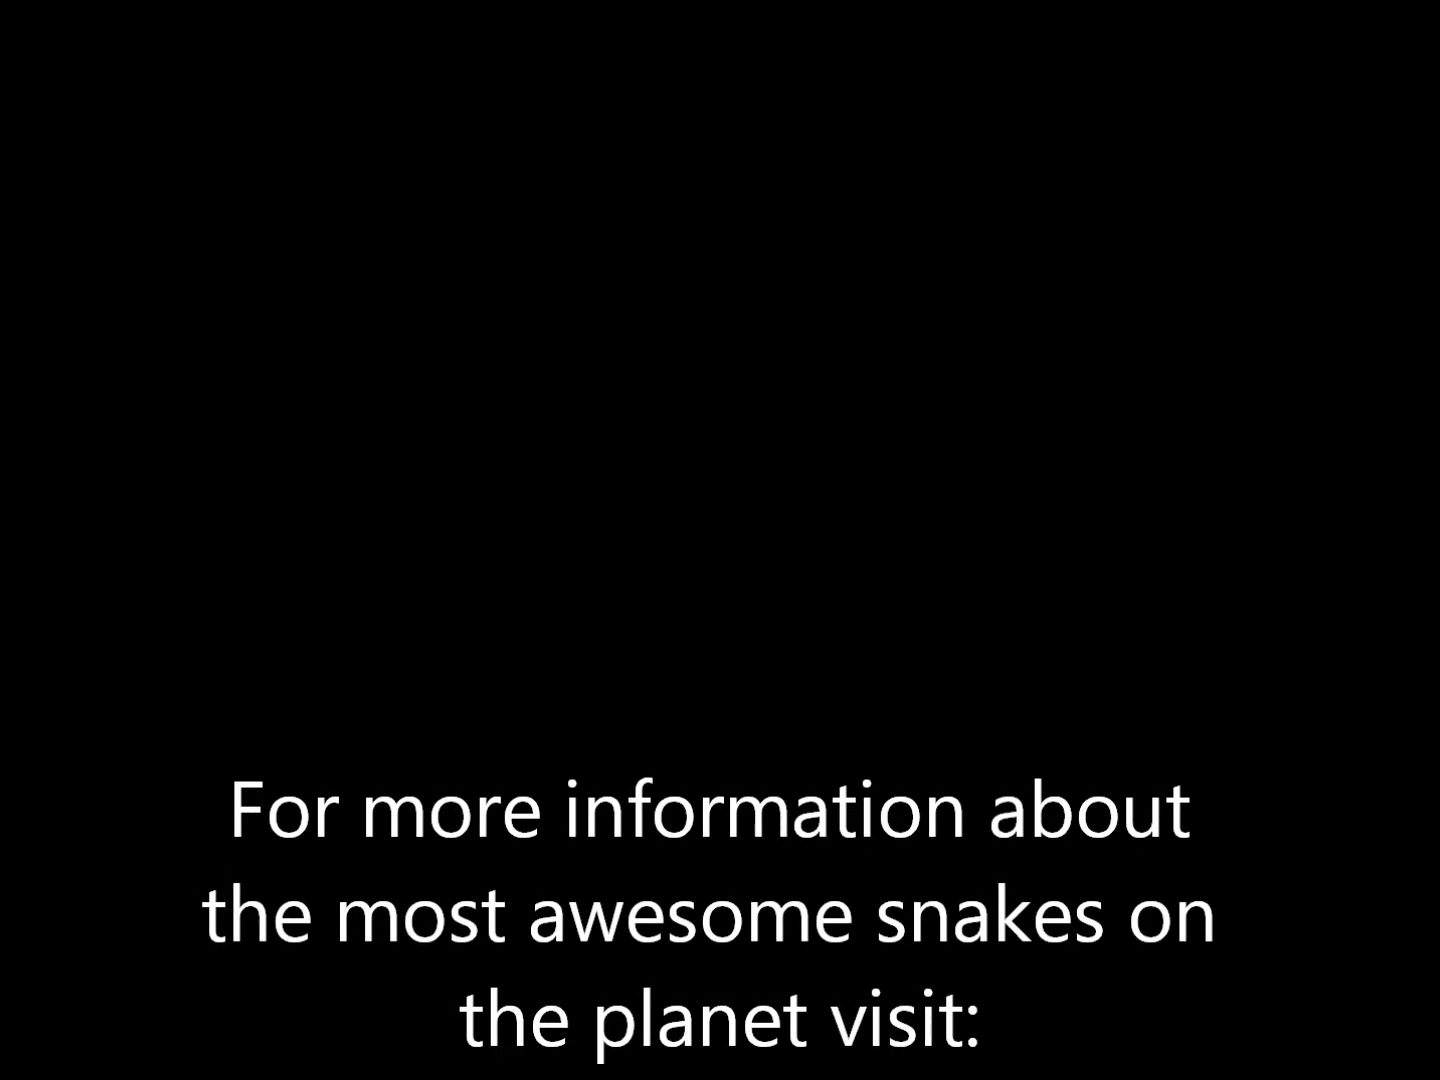 For more information about
the most awesome snakes on
the planet visit: